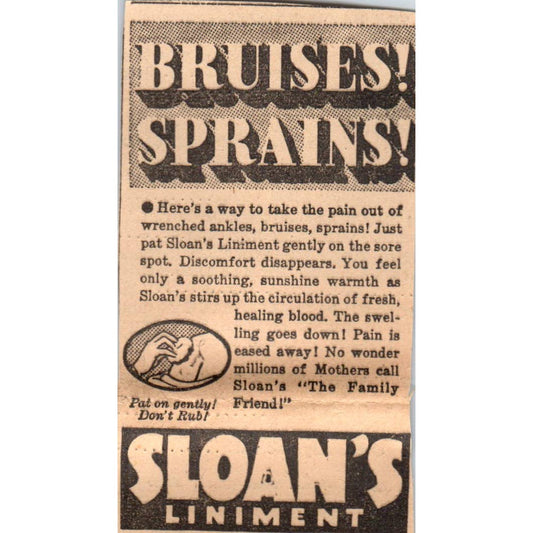 BRUISES!
SPRAINS!
● Here's a way to take the pain out of
wrenched ankles, bruises, sprains! Just
pat Sloan's Liniment gently on the sore
spot. Discomfort disappears. You feel
only a soothing, sunshine warmth as
Sloan's stirs up the circulation of fresh,
healing blood. The swel-
ling goes down! Pain is
eased away! No wonder
millions of Mothers call
Sloan's "The Family
Friend!"
Pat on gently!
Don't Rub!
SLOAN'S
LINIMENT